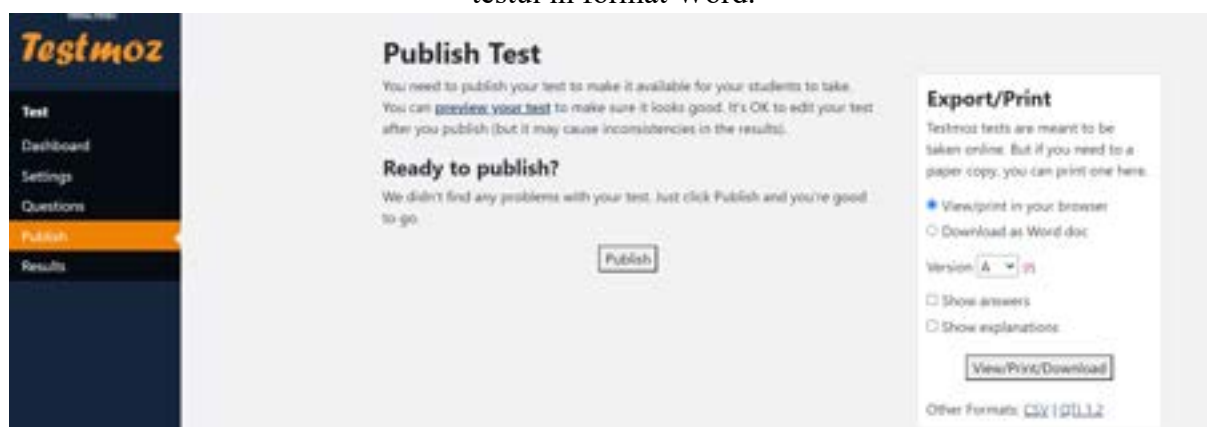 testul în format Word.
Testmoz
Test
Dashboard
Settings
Questions
Publish
Results
Publish Test
You need to publish your test to make it available for your students to take.
You can preview your test to make sure it looks good. It's OK to edit your test
after you publish (but it may cause inconsistencies in the results).
Ready to publish?
We didn't find any problems with your test. Just click Publish and you're good
to go.
Publish
Export/Print
Testmoz tests are meant to be
taken online. But if you need to a
paper copy, you can print one here.
View/print in your browser
Download as Word doc
Version A
Show answers
Show explanations
View/Print/Download
Other Formats: CSV | QTI 1.2